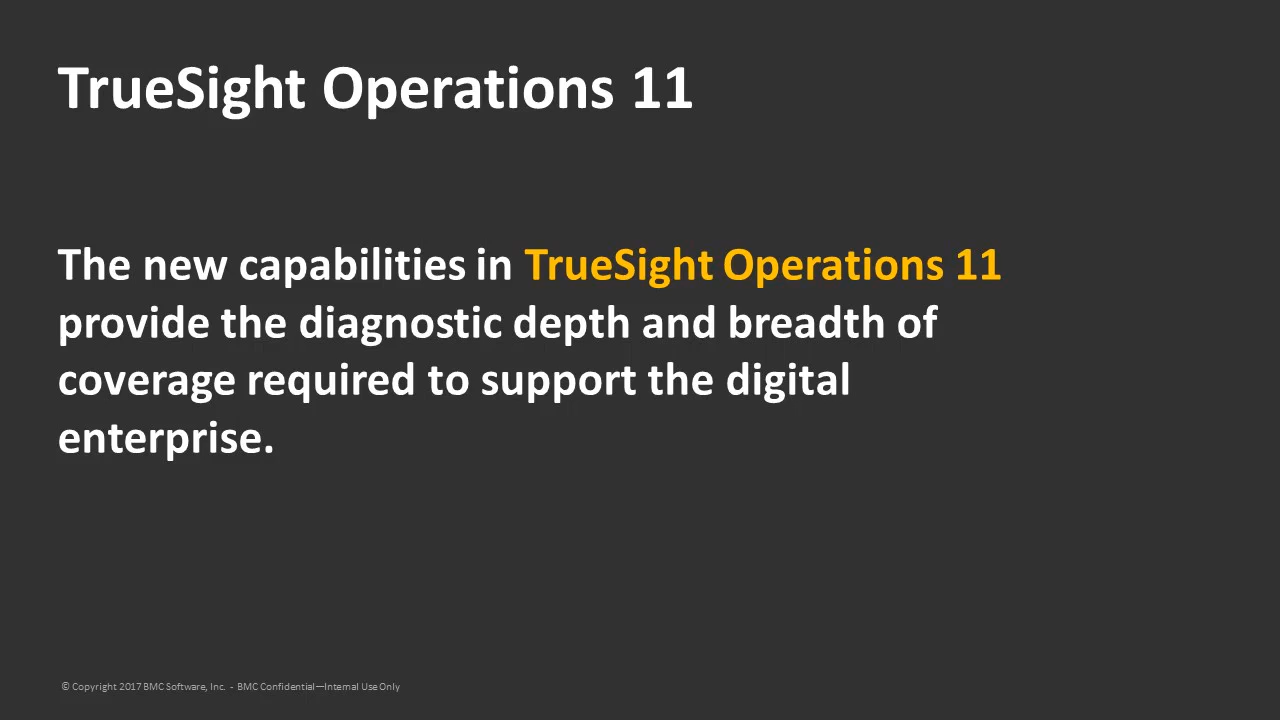 TrueSight Operations 11
The new capabilities in TrueSight Operations 11
provide the diagnostic depth and breadth of
coverage required to support the digital
enterprise.
© Copyright 2017 BMC Software, Inc. - BMC Confidential—Internal Use Only